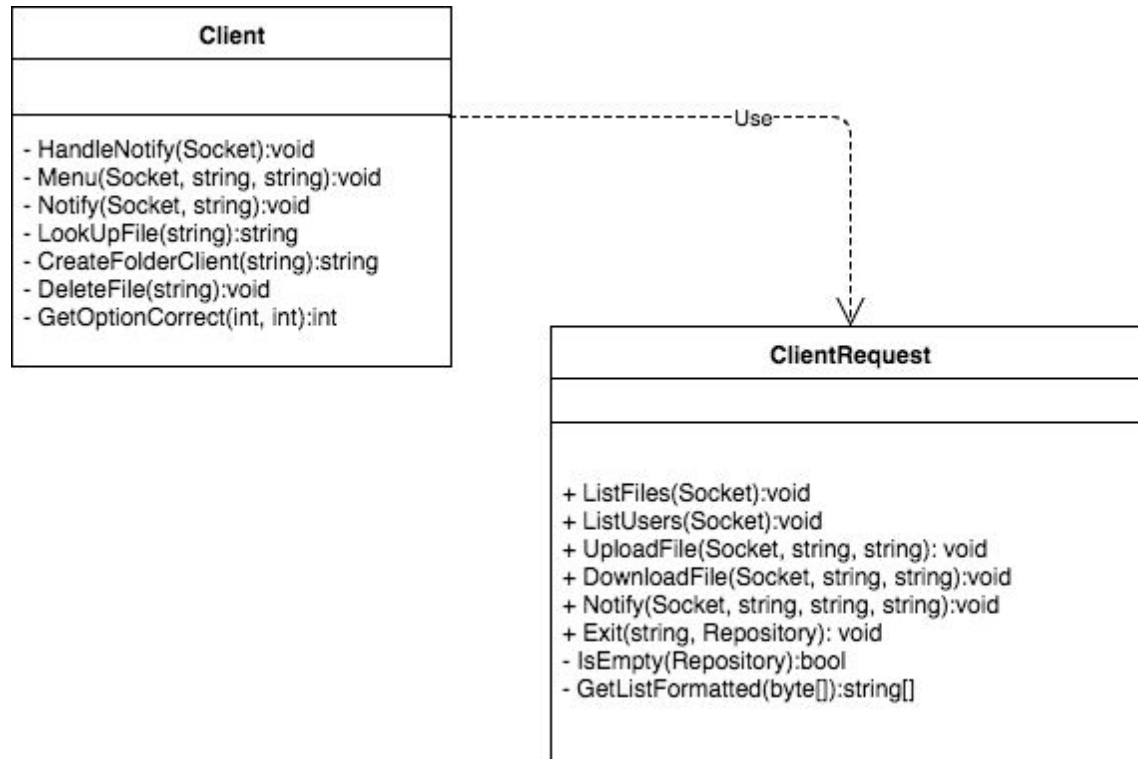 Client
- HandleNotify(Socket):void
- Menu(Socket, string, string):void
- Notify(Socket, string):void
- LookUpFile(string):string
- CreateFolderClient(string):string
- DeleteFile(string):void
- GetOptionCorrect(int, int):int
Use
ClientRequest
+ ListFiles(Socket):void
+ ListUsers(Socket):void
+ UploadFile(Socket, string, string): void
+ DownloadFile(Socket, string, string):void
+ Notify(Socket, string, string, string):void
+ Exit(string, Repository): void
- IsEmpty(Repository):bool
- GetListFormatted(byte[]):string[]